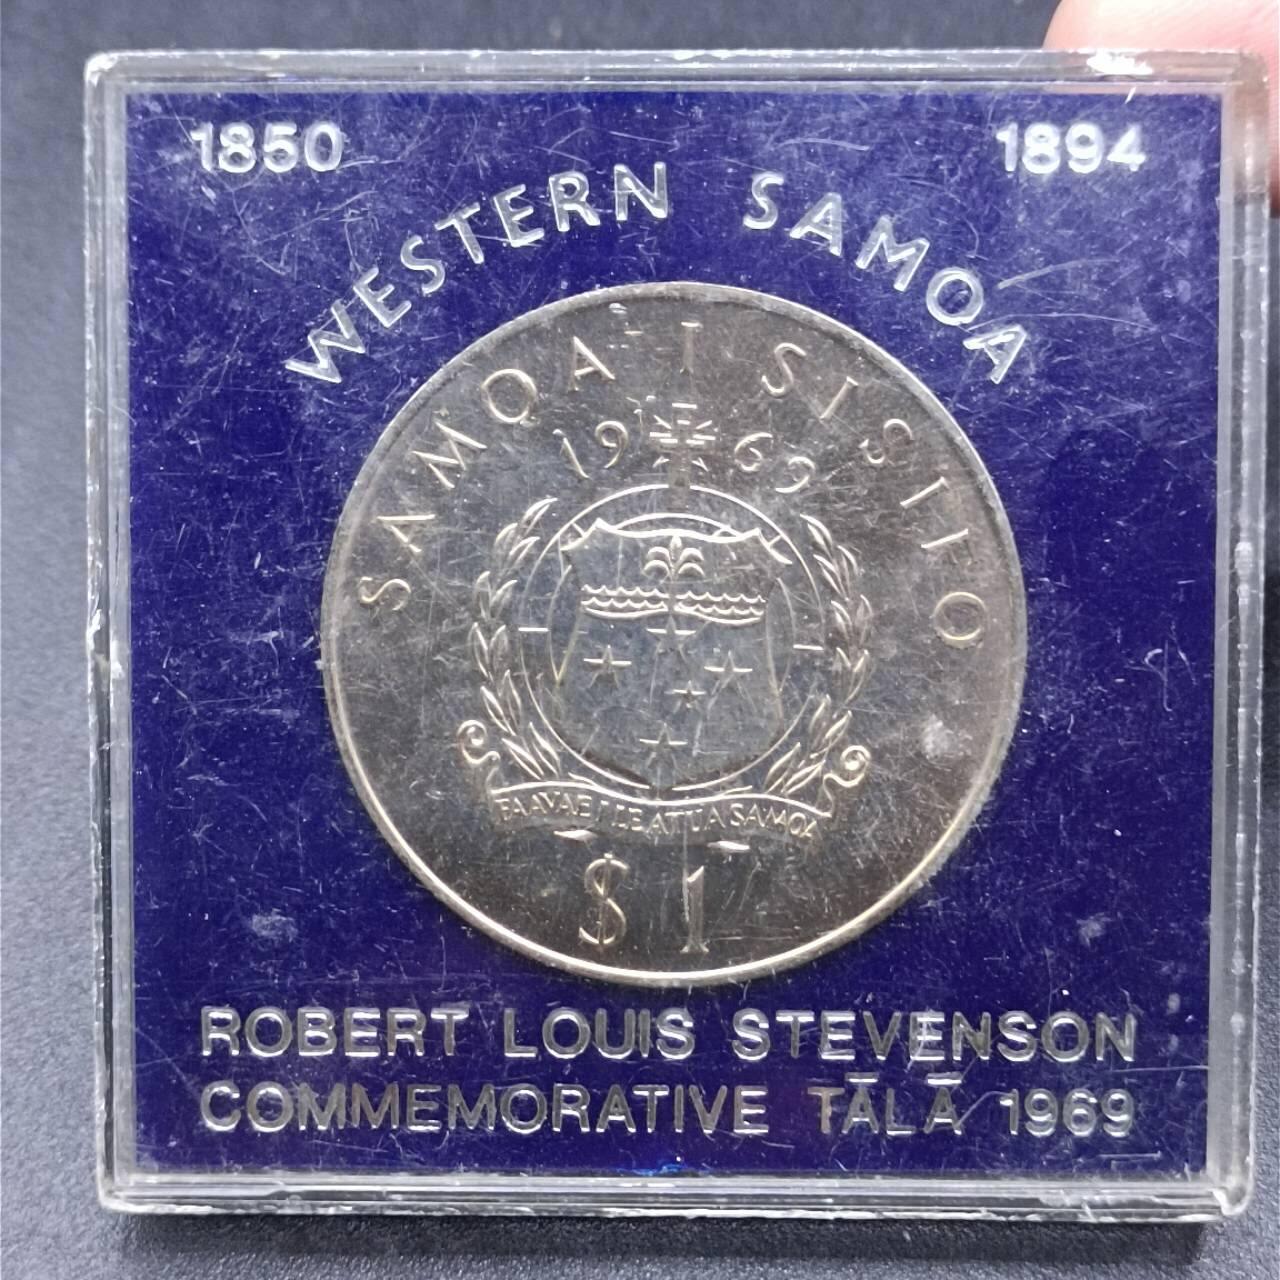 1850 1894
WESTERN SAMOA
SAMOA I SISIFO
1969
FAAVAE I LE ATUA SAMOA
$1
ROBERT LOUIS STEVENSON
COMMEMORATIVE TĀLĀ 1969